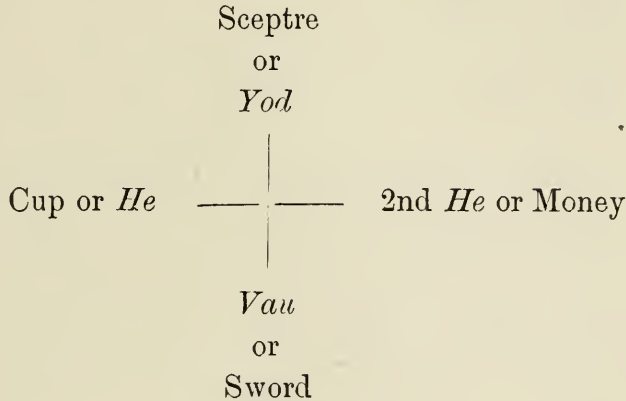 Sceptre
or
Yod
Cup or He — 2nd He or Money
Vau
or
Sword